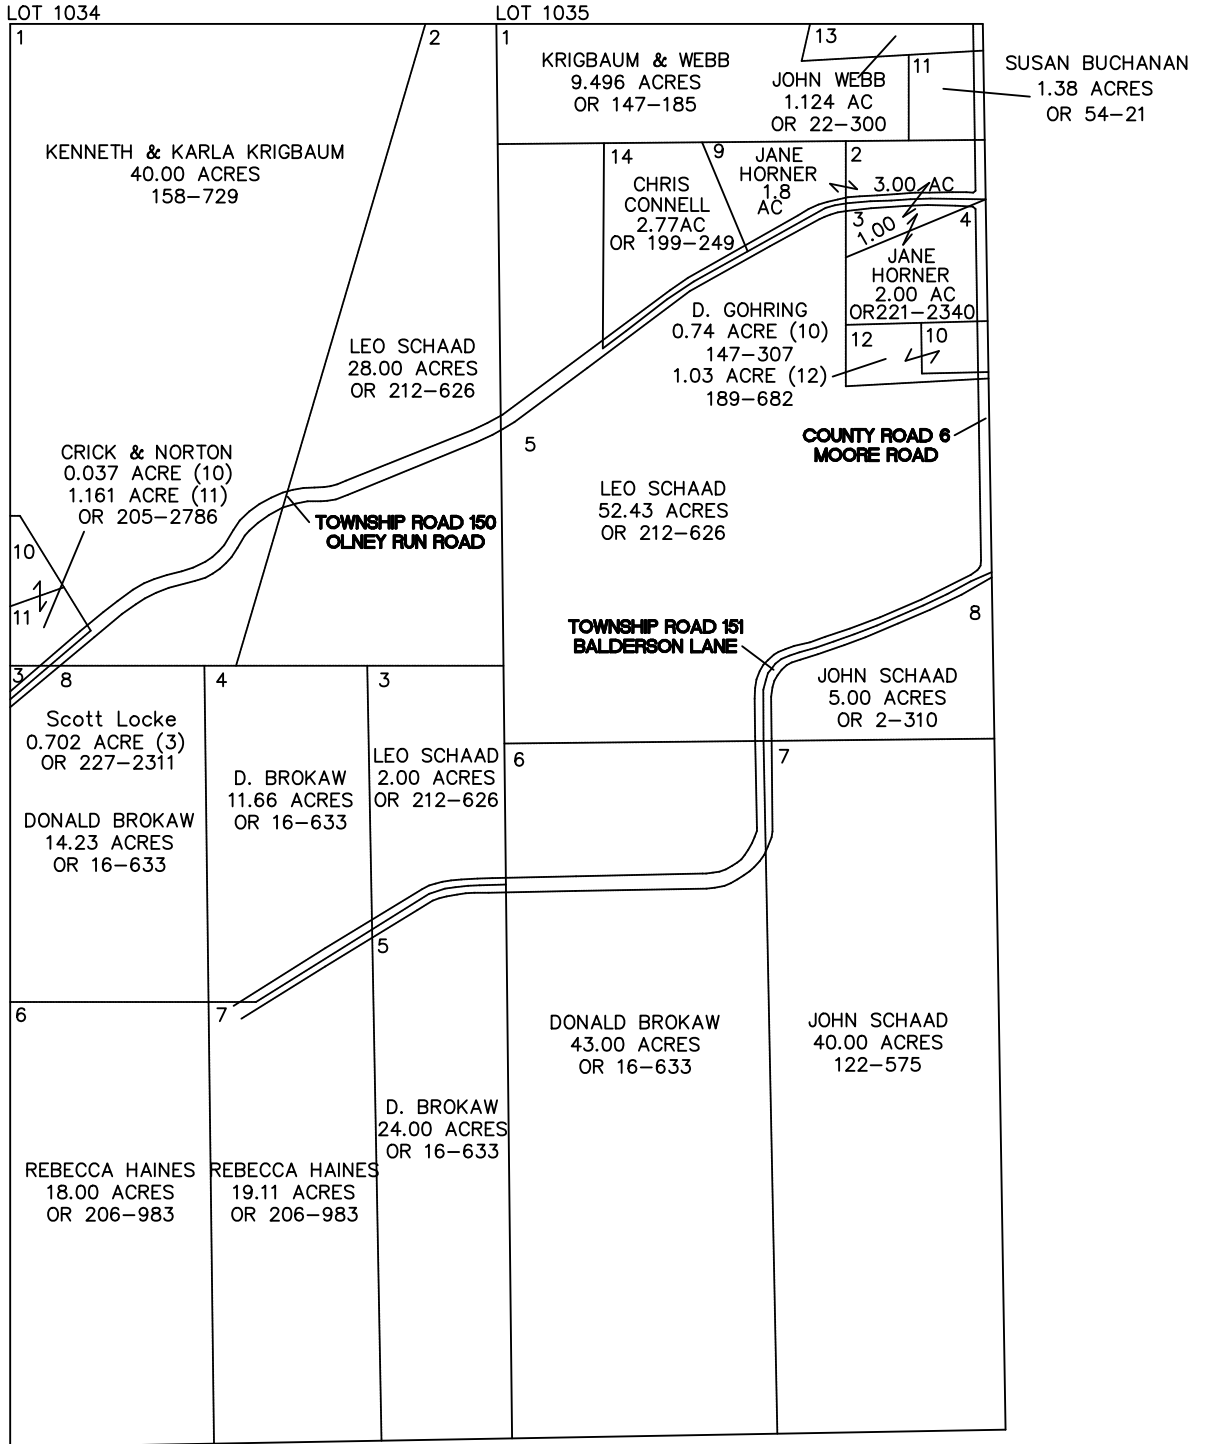 LOT 1034
LOT 1035
1
2
1
13
11
KRIGBAUM & WEBB
9.496 ACRES
OR 147-185
JOHN WEBB
1.124 AC
OR 22-300
SUSAN BUCHANAN
1.38 ACRES
OR 54-21
KENNETH & KARLA KRIGBAUM
40.00 ACRES
158-729
14
CHRIS
CONNELL
2.77AC
OR 199-249
9
JANE
HORNER
1.8
AC
2
3.00 AC
3
1.00
4
JANE
HORNER
2.00 AC
OR221-2340
LEO SCHAAD
28.00 ACRES
OR 212-626
D. GOHRING
0.74 ACRE (10)
147-307
1.03 ACRE (12)
189-682
12
10
COUNTY ROAD 6
MOORE ROAD
CRICK & NORTON
0.037 ACRE (10)
1.161 ACRE (11)
OR 205-2786
5
LEO SCHAAD
52.43 ACRES
OR 212-626
TOWNSHIP ROAD 150
OLNEY RUN ROAD
10
11
TOWNSHIP ROAD 151
BALDERSON LANE
8
JOHN SCHAAD
5.00 ACRES
OR 2-310
3
8
4
3
Scott Locke
0.702 ACRE (3)
OR 227-2311
DONALD BROKAW
14.23 ACRES
OR 16-633
D. BROKAW
11.66 ACRES
OR 16-633
LEO SCHAAD
2.00 ACRES
OR 212-626
6
7
5
6
7
DONALD BROKAW
43.00 ACRES
OR 16-633
JOHN SCHAAD
40.00 ACRES
122-575
D. BROKAW
24.00 ACRES
OR 16-633
REBECCA HAINES
18.00 ACRES
OR 206-983
REBECCA HAINES
19.11 ACRES
OR 206-983